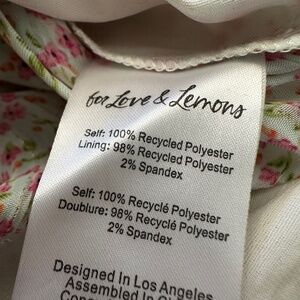 for Love & Lemons
Self: 100% Recycled Polyester
Lining: 98% Recycled Polyester
2% Spandex
Self: 100% Recyclé Polyester
Doublure: 98% Recyclé Polyester
2% Spandex
Designed In Los Angeles
Assembled In